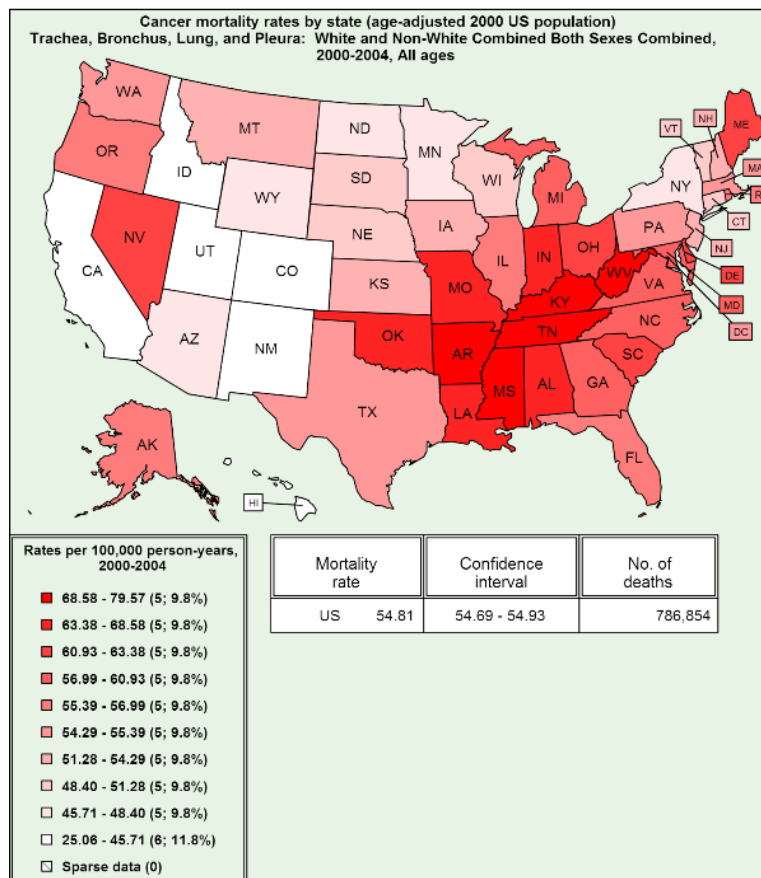 Cancer mortality rates by state (age-adjusted 2000 US population)
Trachea, Bronchus, Lung, and Pleura: White and Non-White Combined Both Sexes Combined,
2000-2004, All ages
WA
MT
ND
MN
VT
NH
ME
OR
ID
WY
SD
WI
MI
NY
MA
R
CT
NV
UT
CO
NE
IA
IL
IN
OH
PA
NJ
CA
KS
MO
KY
WV
VA
DE
MD
DC
AZ
NM
OK
AR
TN
NC
SC
TX
LA
MS
AL
GA
FL
AK
HI
Rates per 100,000 person-years,
2000-2004
68.58 - 79.57 (5; 9.8%)
63.38 - 68.58 (5; 9.8%)
60.93 - 63.38 (5; 9.8%)
56.99 - 60.93 (5; 9.8%)
55.39 - 56.99 (5; 9.8%)
54.29 - 55.39 (5; 9.8%)
51.28 - 54.29 (5; 9.8%)
48.40 - 51.28 (5; 9.8%)
45.71 - 48.40 (5; 9.8%)
25.06 - 45.71 (6; 11.8%)
Sparse data (0)
Mortality rate
Confidence interval
No. of deaths
US 54.81 54.69 - 54.93 786,854